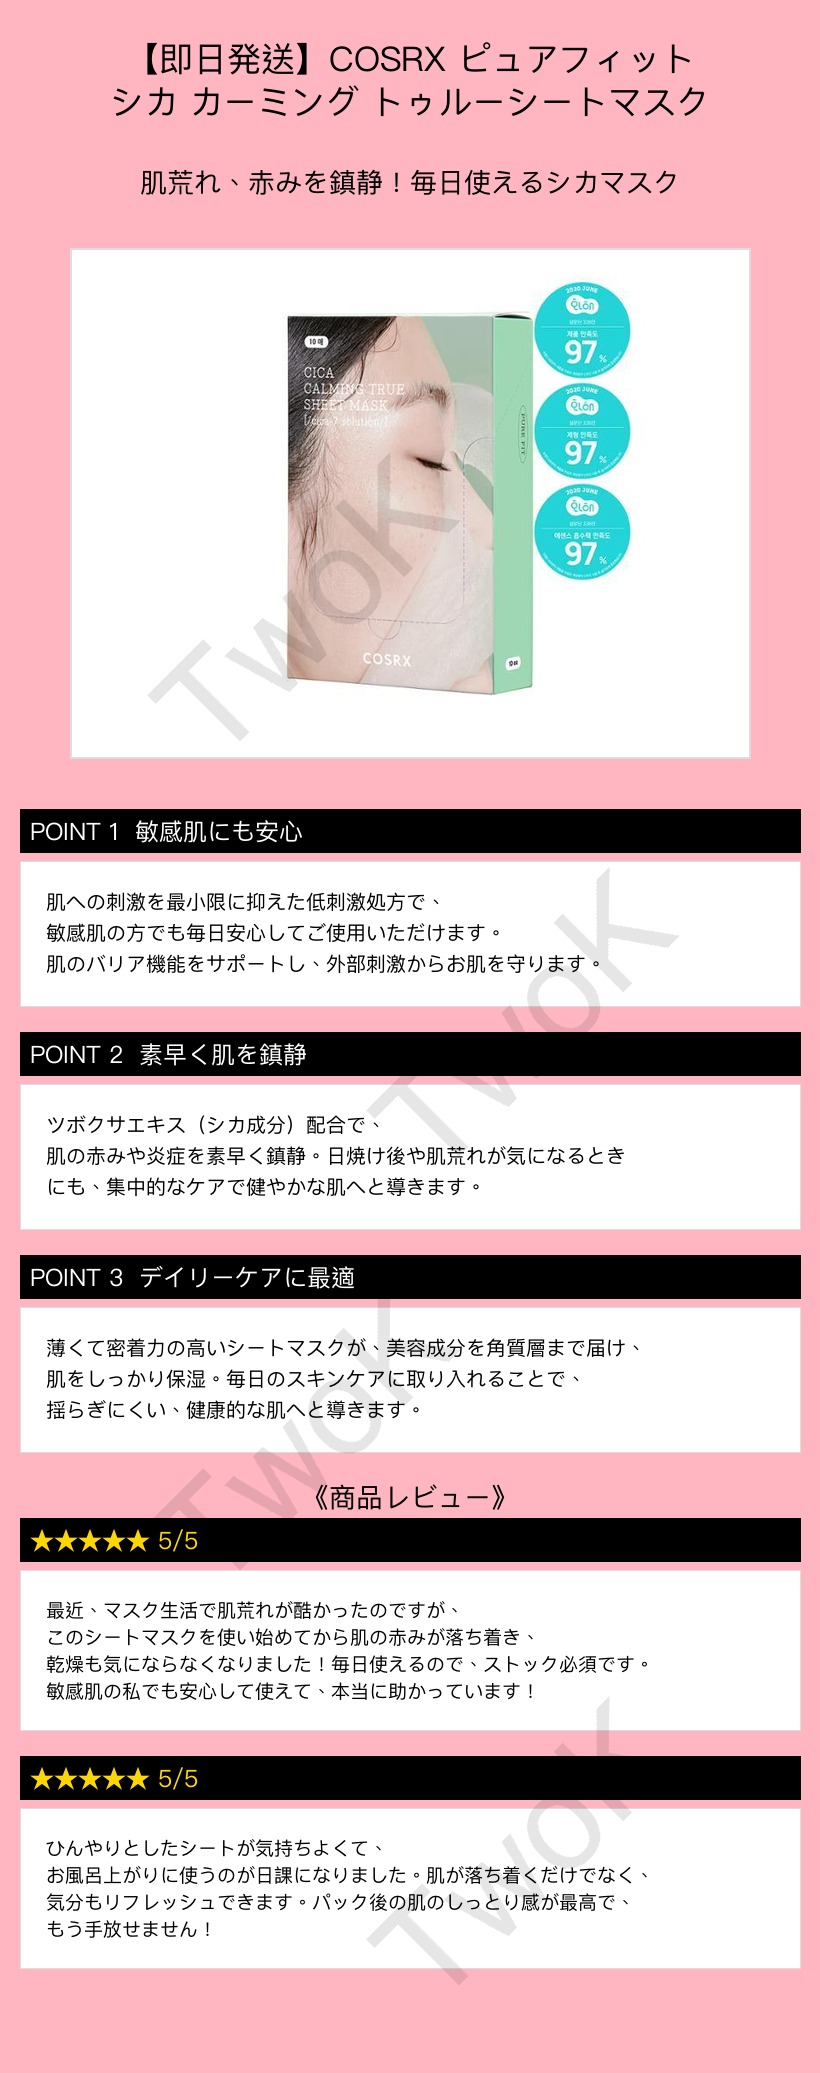 【即日発送】COSRX ピュアフィット
シカ カーミング トゥルーシートマスク
肌荒れ、赤みを鎮静！毎日使えるシカマスク
10 매
CICA
CALMING TRUE
SHEET MASK
[/cica-7 solution/]
PURE FIT
COSRX
2020 JUNE
제품 만족도
97 %
2020 JUNE
제형 만족도
97 %
2020 JUNE
에센스 흡수력 만족도
97 %
TwoK
POINT 1 敏感肌にも安心
肌への刺激を最小限に抑えた低刺激処方で、
敏感肌の方でも毎日安心してご使用いただけます。
肌のバリア機能をサポートし、外部刺激からお肌を守ります。
TwoK
POINT 2 素早く肌を鎮静
ツボクサエキス（シカ成分）配合で、
肌の赤みや炎症を素早く鎮静。日焼け後や肌荒れが気になるとき
にも、集中的なケアで健やかな肌へと導きます。
POINT 3 デイリーケアに最適
薄くて密着力の高いシートマスクが、美容成分を角質層まで届け、
肌をしっかり保湿。毎日のスキンケアに取り入れることで、
揺らぎにくい、健康的な肌へと導きます。
TwoK
《商品レビュー》
★★★★★ 5/5
最近、マスク生活で肌荒れが酷かったのですが、
このシートマスクを使い始めてから肌の赤みが落ち着き、
乾燥も気にならなくなりました！毎日使えるので、ストック必須です。
敏感肌の私でも安心して使えて、本当に助かっています！
★★★★★ 5/5
ひんやりとしたシートが気持ちよくて、
お風呂上がりに使うのが日課になりました。肌が落ち着くだけでなく、
気分もリフレッシュできます。パック後の肌のしっとり感が最高で、
もう手放せません！
TwoK